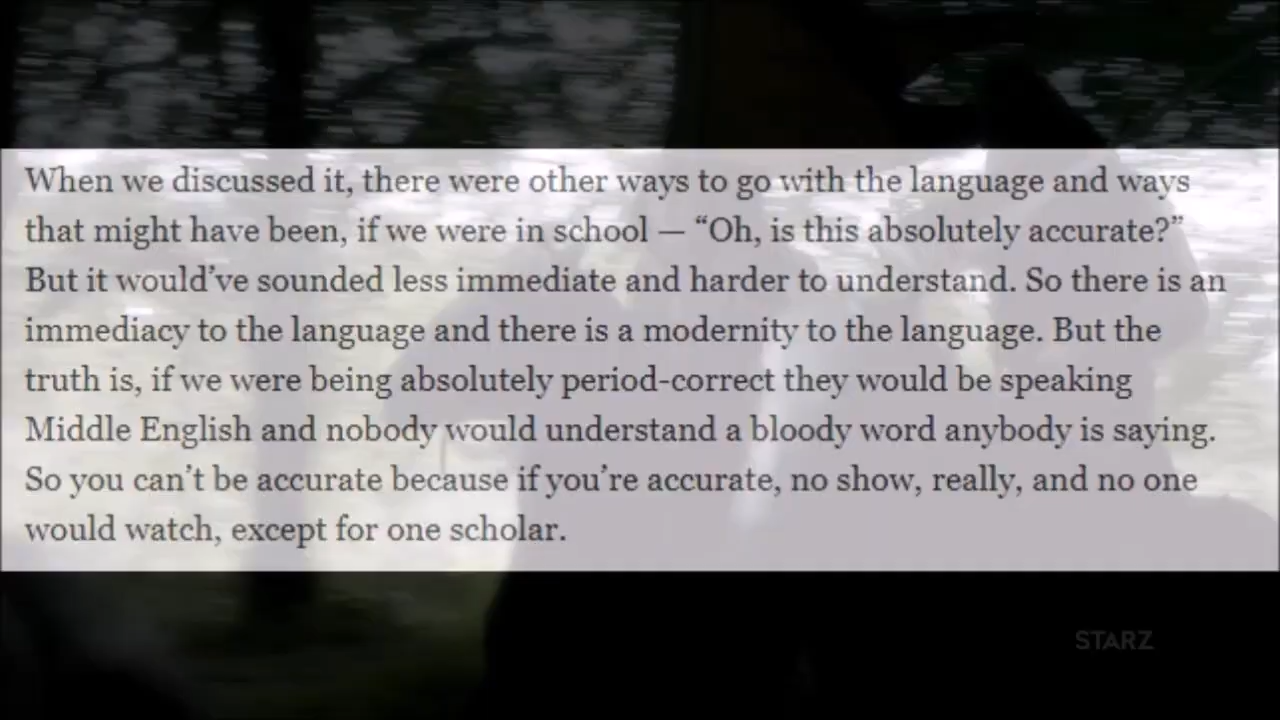 When we discussed it, there were other ways to go with the language and ways
that might have been, if we were in school — “Oh, is this absolutely accurate?”
But it would’ve sounded less immediate and harder to understand. So there is an
immediacy to the language and there is a modernity to the language. But the
truth is, if we were being absolutely period-correct they would be speaking
Middle English and nobody would understand a bloody word anybody is saying.
So you can’t be accurate because if you’re accurate, no show, really, and no one
would watch, except for one scholar.
STARZ